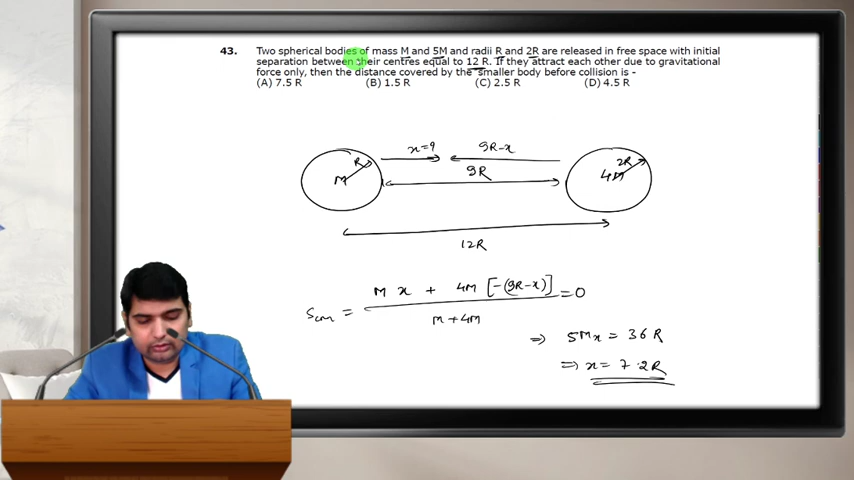 43. Two spherical bodies of mass M and 5M and radii R and 2R are released in free space with initial
separation between their centres equal to 12 R. If they attract each other due to gravitational
force only, then the distance covered by the smaller body before collision is -
(A) 7.5 R (B) 1.5 R (C) 2.5 R (D) 4.5 R
x=? 9R-x
R 2R
M 9R 4M
12R
Scm = M x + 4M [-(9R-x)] = 0
M+4M
⇒ 5Mx = 36 R
⇒ x = 7.2R